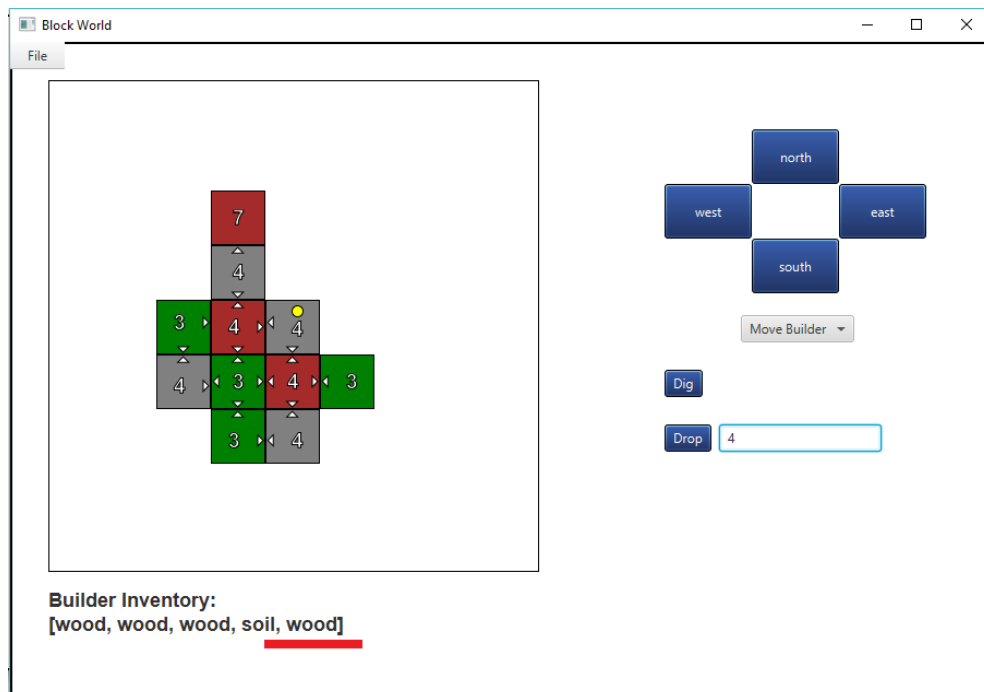 Block World
File
7
4
3 4 4
4 3 4 3
3 4
north
west east
south
Move Builder
Dig
Drop 4
Builder Inventory:
[wood, wood, wood, soil, wood]